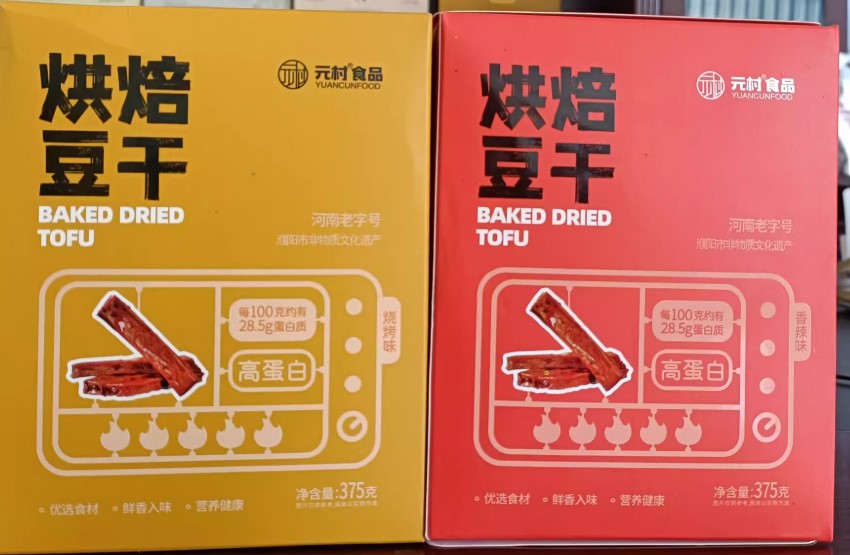 烘焙
豆干
BAKED DRIED
TOFU
元村食品
YUANCUNFOOD
河南老字号
濮阳市非物质文化遗产
每100克约有
28.5g蛋白质
高蛋白
烧烤味
优选食材
鲜香入味
营养健康
净含量:375克
烘焙
豆干
BAKED DRIED
TOFU
元村食品
YUANCUNFOOD
河南老字号
濮阳市非物质文化遗产
每100克约有
28.5g蛋白质
高蛋白
香辣味
优选食材
鲜香入味
营养健康
净含量:375克